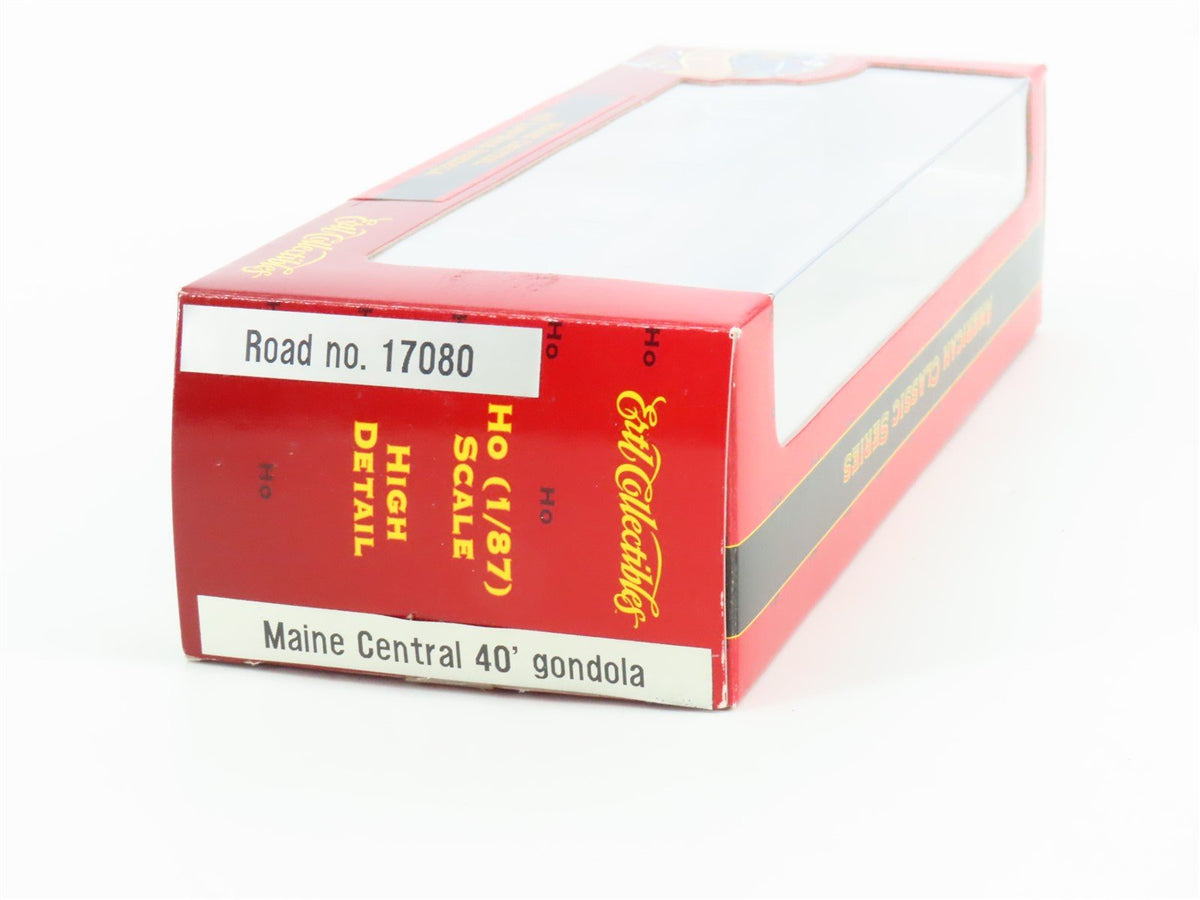 Road no. 17080
Ertl Collectibles
Ho (1/87)
Scale
High
Detail
Ho
Ho
Ho
Ho
Maine Central 40' gondola
Ertl Collectibles
American Classic Series